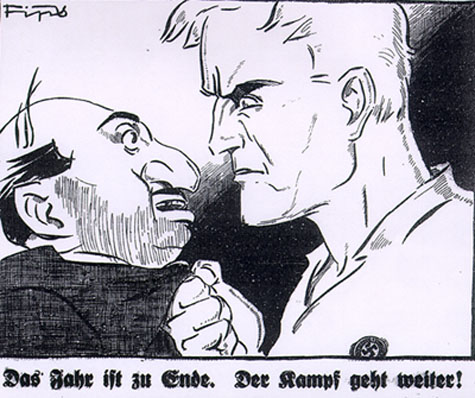 Fips
Das Jahr ist zu Ende. Der Kampf geht weiter!